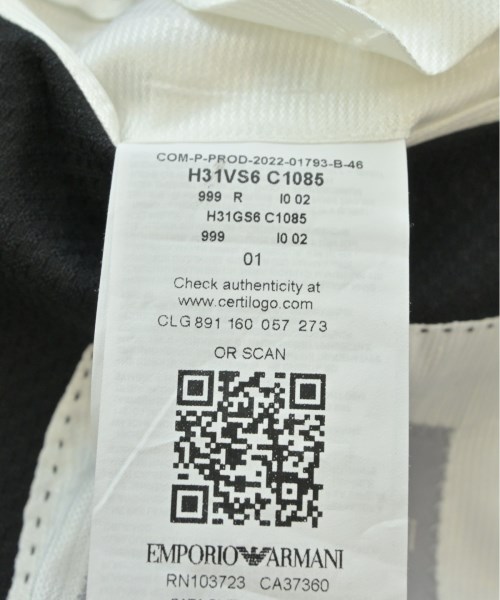 COM-P-PROD-2022-01793-B-46
H31VS6 C1085
999 R I0 02
H31GS6 C1085
999 I0 02
01
Check authenticity at
www.certilogo.com
CLG 891 160 057 273
OR SCAN
EMPORIO ARMANI
RN103723 CA37360